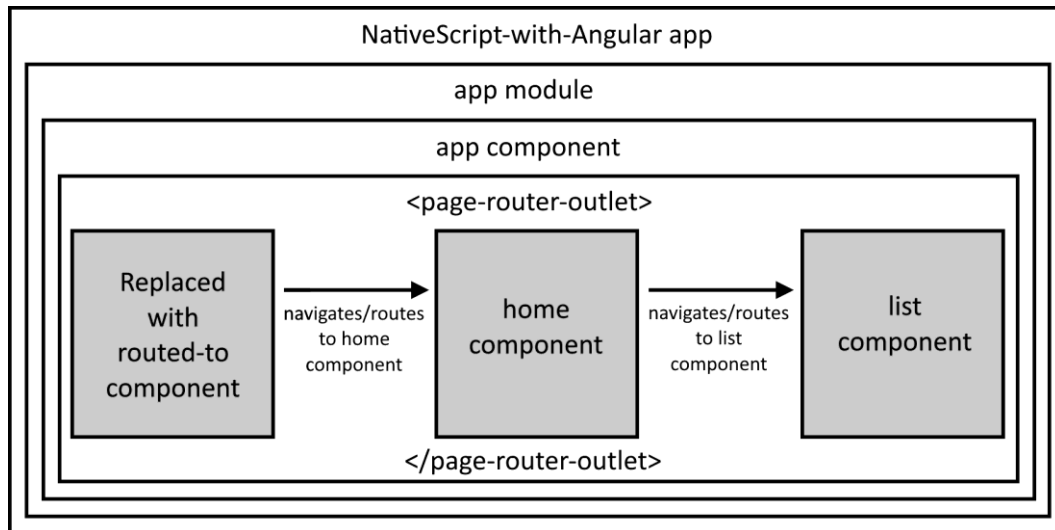 NativeScript-with-Angular app
app module
app component
<page-router-outlet>
Replaced
with
routed-to
component
navigates/routes
to home
component
home
component
navigates/routes
to list
component
list
component
</page-router-outlet>